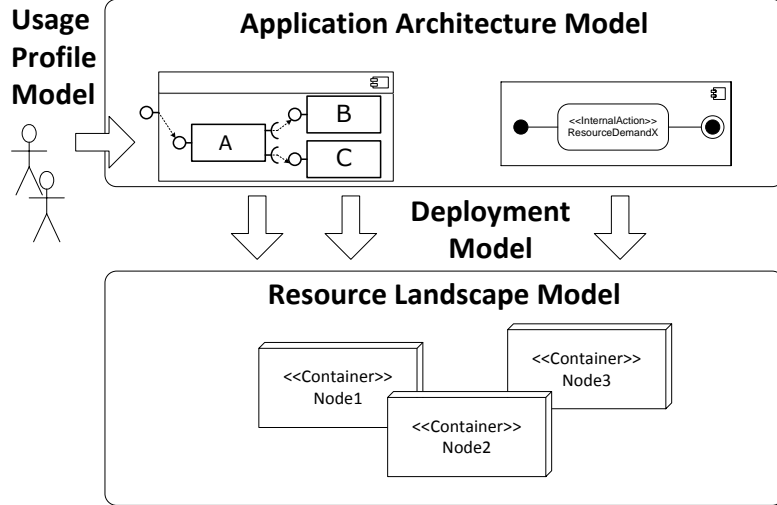 Usage
Profile
Model
Application Architecture Model
A
B
C
<<InternalAction>>
ResourceDemandX
Deployment
Model
Resource Landscape Model
<<Container>>
Node1
<<Container>>
Node2
<<Container>>
Node3